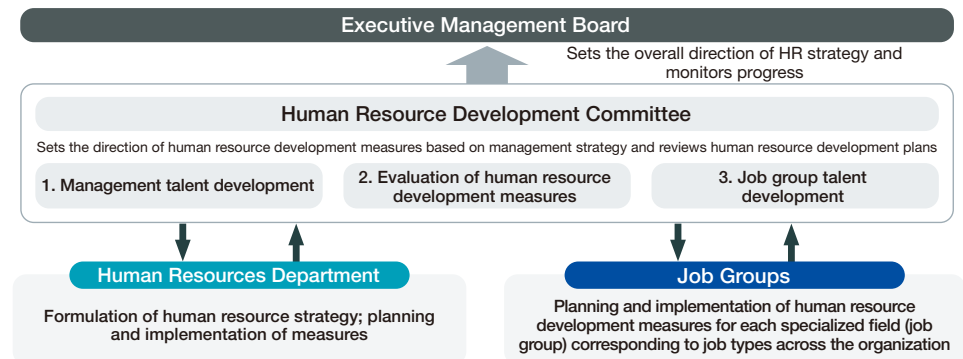 Executive Management Board
Sets the overall direction of HR strategy and
monitors progress
Human Resource Development Committee
Sets the direction of human resource development measures based on management strategy and reviews human resource development plans
1. Management talent development
2. Evaluation of human resource
development measures
3. Job group talent
development
Human Resources Department
Formulation of human resource strategy; planning
and implementation of measures
Job Groups
Planning and implementation of human resource
development measures for each specialized field (job
group) corresponding to job types across the organization